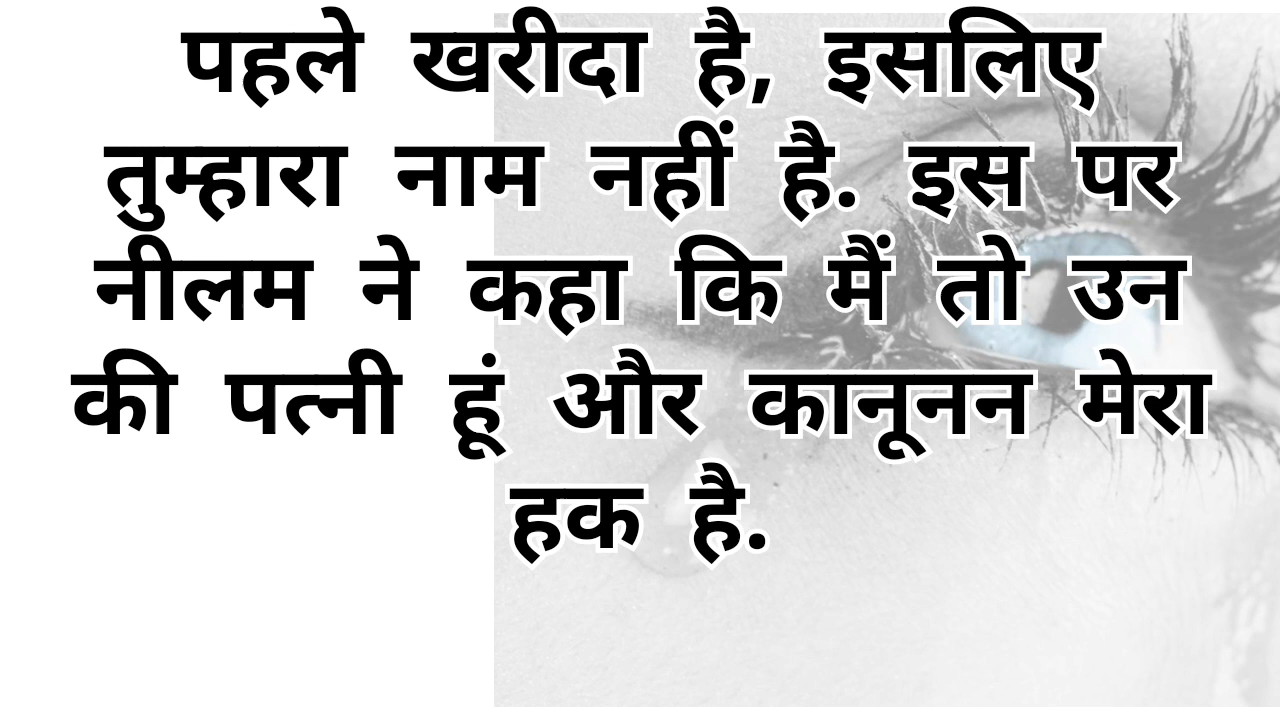 पहले खरीदा है, इसलिए
तुम्हारा नाम नहीं है. इस पर
नीलम ने कहा कि मैं तो उन
की पत्नी हूं और कानूनन मेरा
हक है.